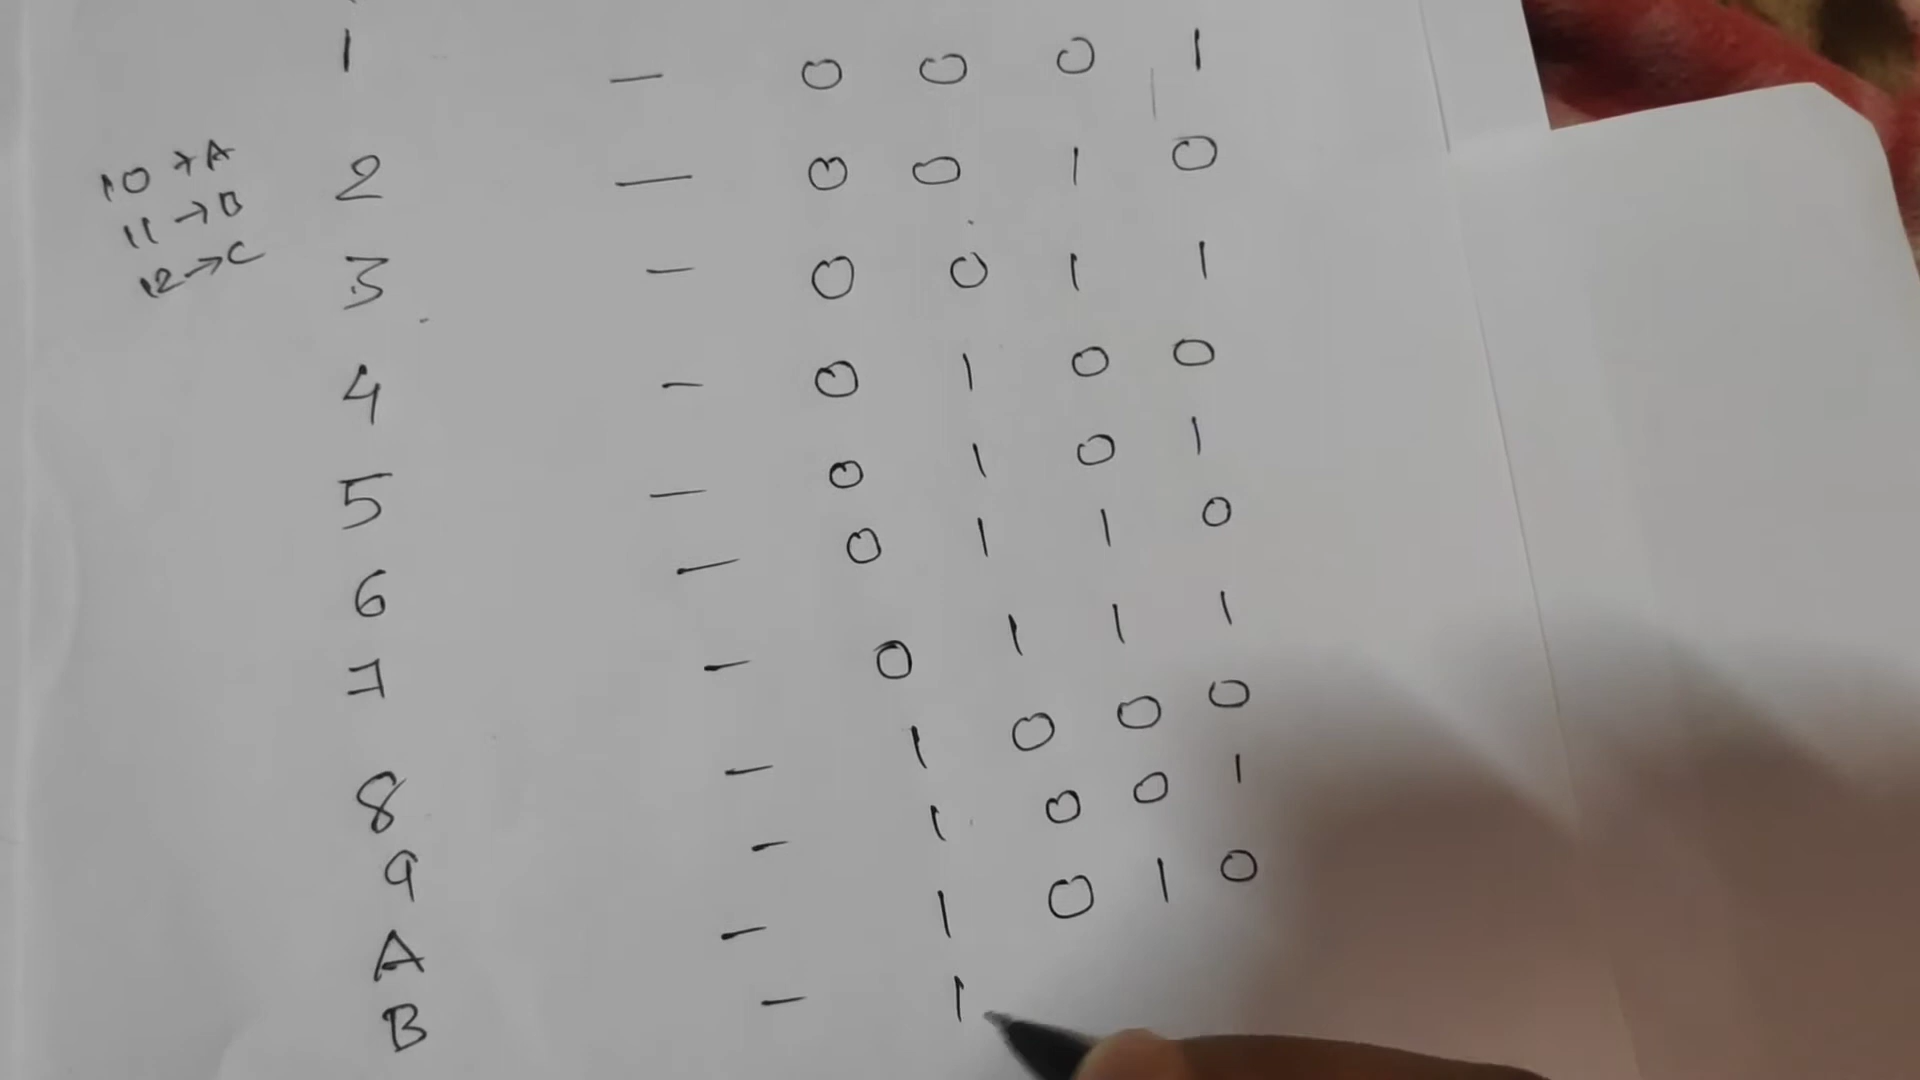 1 - 0 0 0 1
10 → A
11 → B
12 → C
2 - 0 0 1 0
3 - 0 0 1 1
4 - 0 1 0 0
5 - 0 1 0 1
6 - 0 1 1 0
7 - 0 1 1 1
8 - 1 0 0 0
9 - 1 0 0 1
A - 1 0 1 0
B - 1